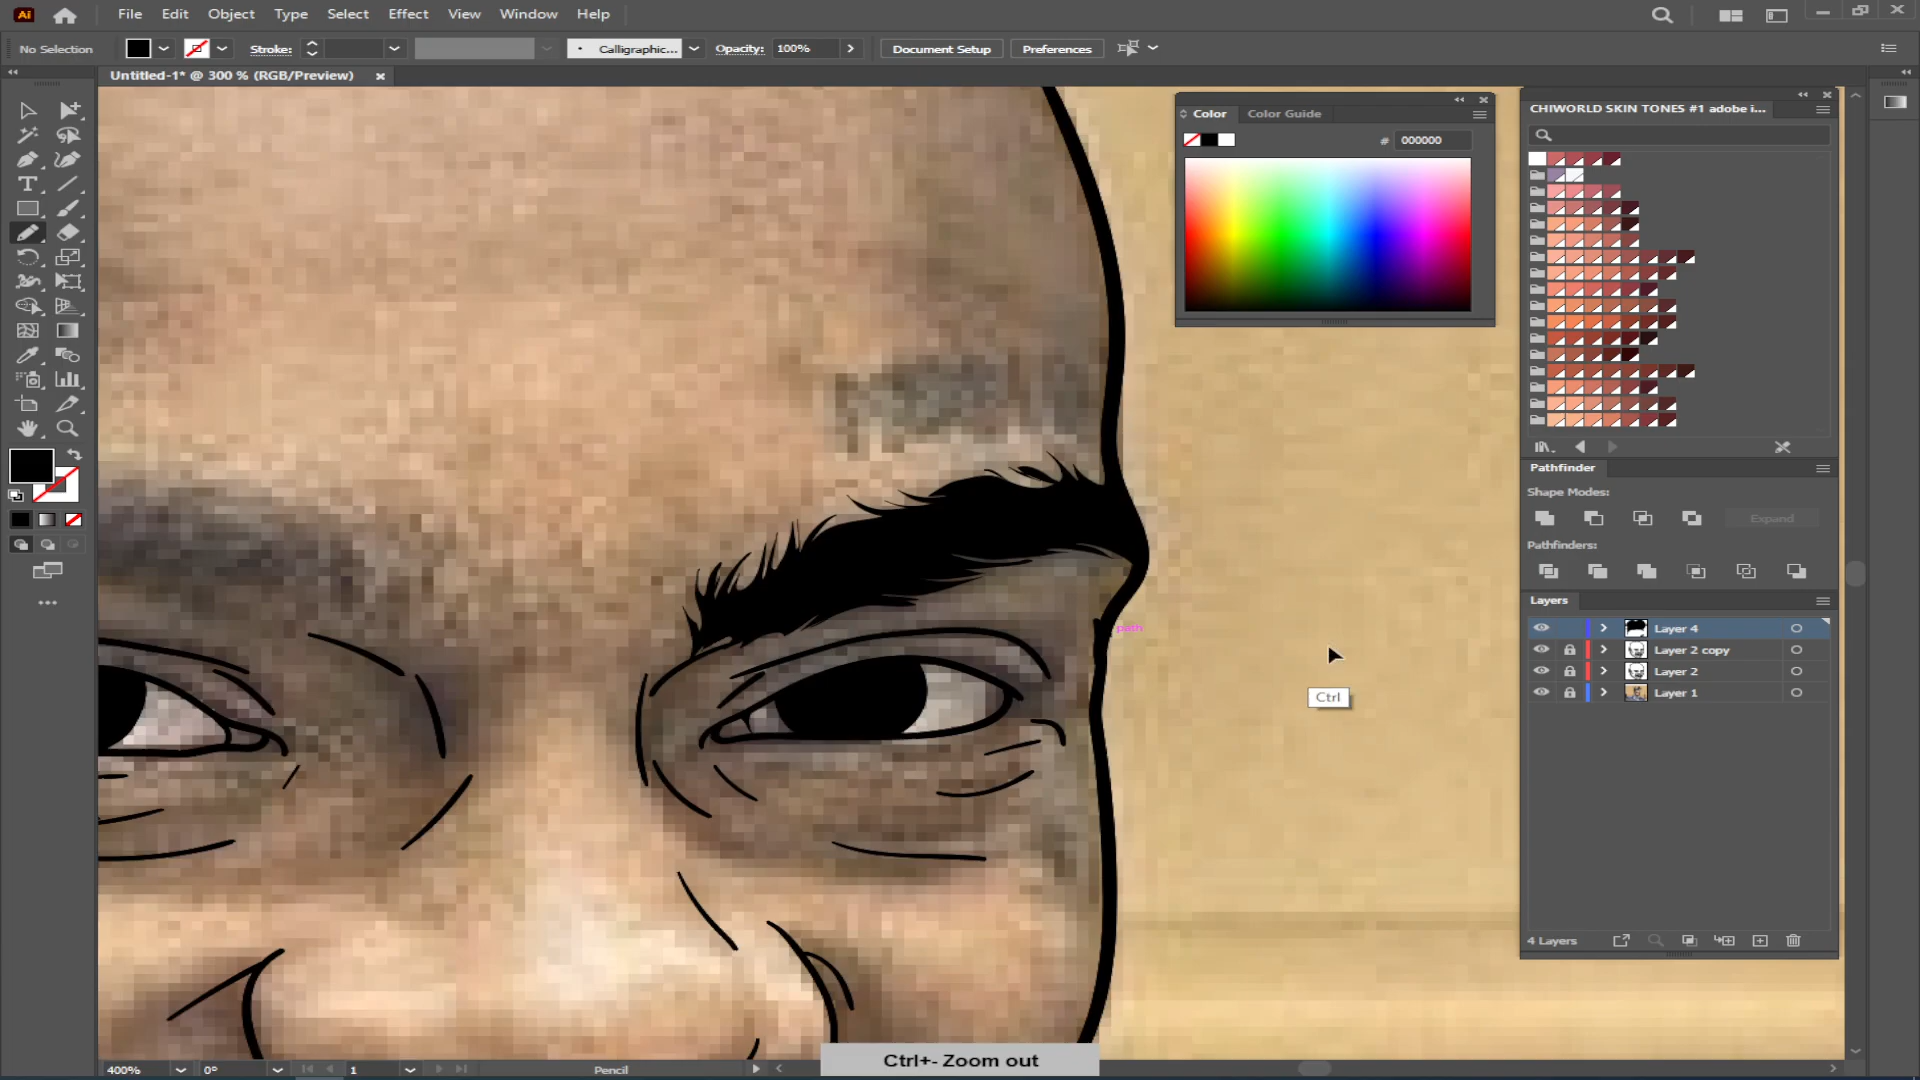 Ai File Edit Object Type Select Effect View Window Help
No Selection Stroke: Calligraphic... Opacity: 100% Document Setup Preferences
Untitled-1* @ 300 % (RGB/Preview)
CHIWORLD SKIN TONES #1 adobe i...
Color Color Guide
# 000000
Pathfinder
Shape Modes:
Expand
Pathfinders:
Layers
Layer 4
Layer 2 copy
Layer 2
Layer 1
path
Ctrl
4 Layers
Ctrl+- Zoom out
400% 0° 1 Pencil